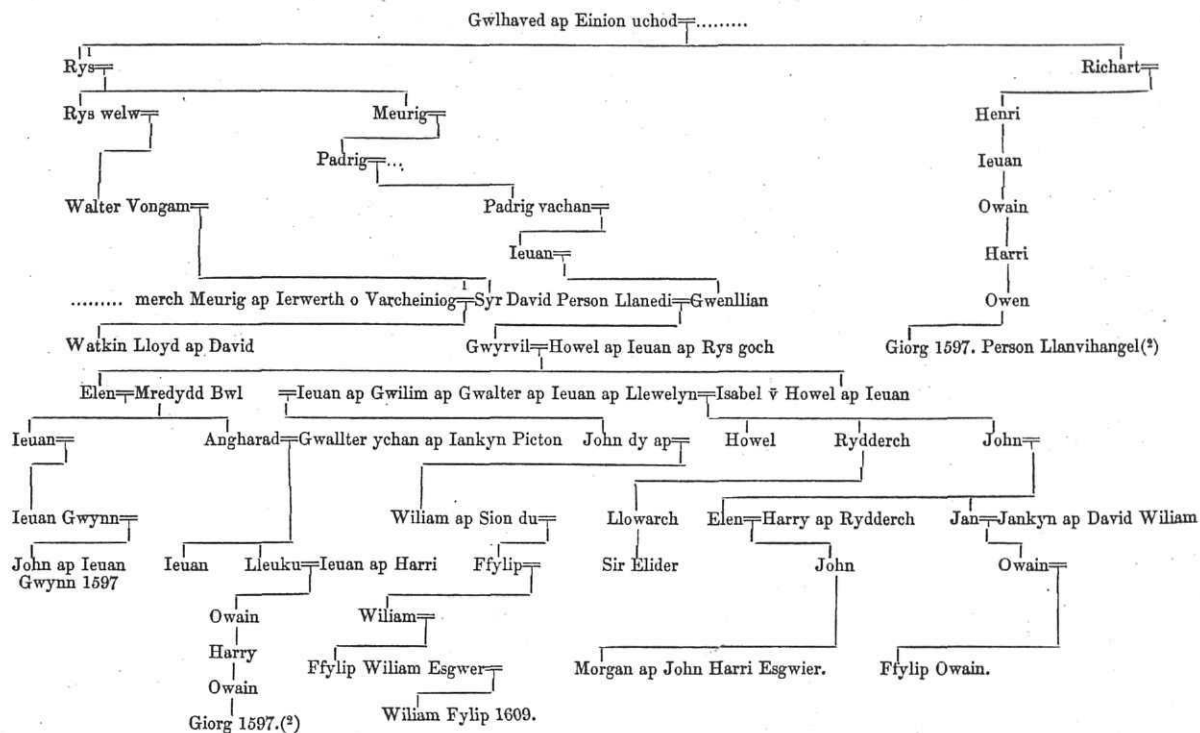 Gwlhaved ap Einion uchod=.........
1
Rys= Richart=
Rys welw= Meurig= Henri
Padrig=... Ieuan
Walter Vongam= Padrig vachan= Owain
Ieuan= Harri
1
......... merch Meurig ap Ierwerth o Varcheiniog=Syr David Person Llanedi=Gwenllian Owen
Watkin Lloyd ap David Gwyrvil=Howel ap Ieuan ap Rys goch Giorg 1597. Person Llanvihangel(²)
Elen=Mredydd Bwl =Ieuan ap Gwilim ap Gwalter ap Ieuan ap Llewelyn=Isabel ṽ Howel ap Ieuan
Ieuan= Angharad=Gwallter ychan ap Iankyn Picton John dy ap= Howel Rydderch John=
Ieuan Gwynn= Wiliam ap Sion du= Llowarch Elen=Harry ap Rydderch Jan=Jankyn ap David Wiliam
John ap Ieuan Ieuan Lleuku=Ieuan ap Harri Ffylip= Sir Elider John Owain=
Gwynn 1597
Owain Wiliam=
Harry Ffylip Wiliam Esgwer= Morgan ap John Harri Esgwier. Ffylip Owain.
Owain
Giorg 1597.(²) Wiliam Fylip 1609.